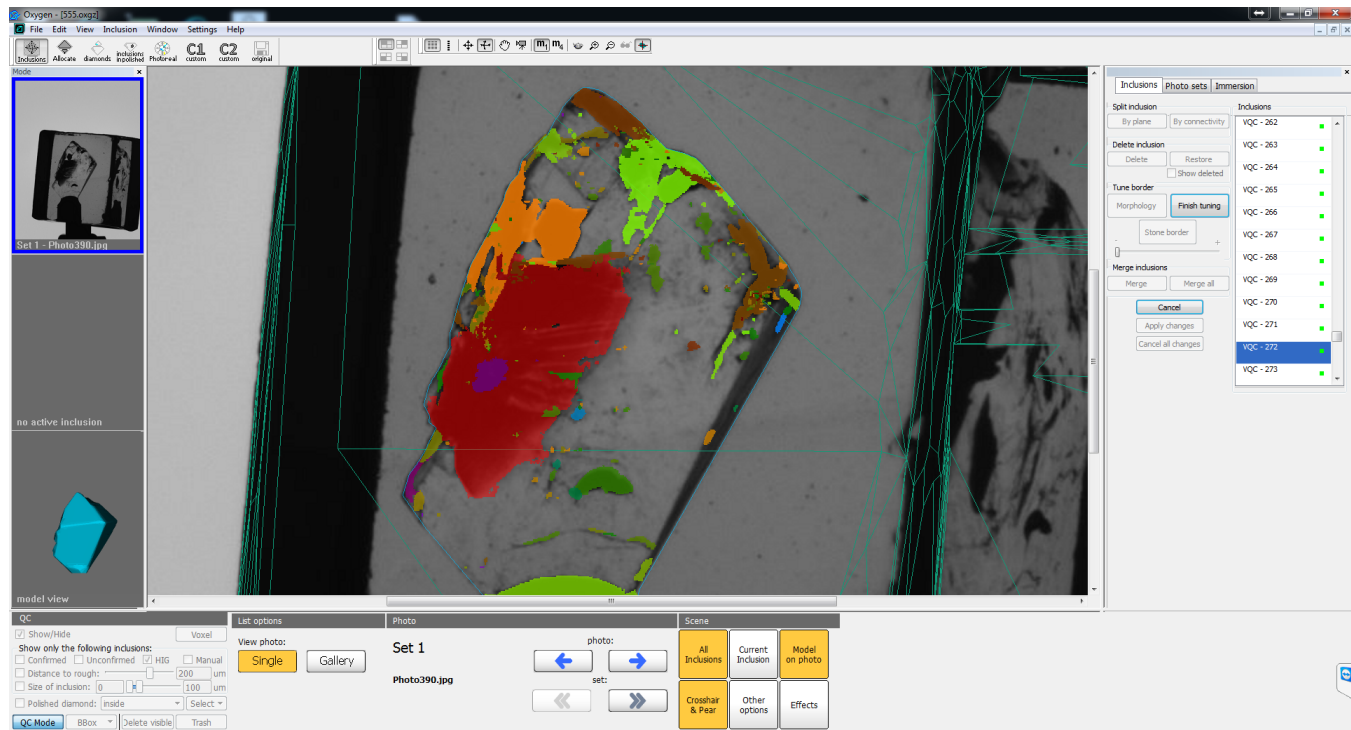 Oxygen - [555.oxgz]
File Edit View Inclusion Window Settings Help
Inclusions Allocate diamonds inclusions inpolished Photoreal C1 custom C2 custom original
m₁
Mode
Set 1 - Photo390.jpg
no active inclusion
model view
Inclusions Photo sets Immersion
Split inclusion
By plane By connectivity
Delete inclusion
Delete Restore
Show deleted
Tune border
Morphology Finish tuning
Stone border
- +
Merge inclusions
Merge Merge all
Cancel
Apply changes
Cancel all changes
Inclusions
VQC - 262
VQC - 263
VQC - 264
VQC - 265
VQC - 266
VQC - 267
VQC - 268
VQC - 269
VQC - 270
VQC - 271
VQC - 272
VQC - 273
QC
Show/Hide Voxel
Show only the following inclusions:
Confirmed Unconfirmed HIG Manual
Distance to rough: 200 um
Size of inclusion: 0 100 um
Polished diamond: inside Select
QC Mode BBox Delete visible Trash
List options
View photo:
Single Gallery
Photo
Set 1
Photo390.jpg
photo:
set:
Scene
All Inclusions
Current Inclusion
Model on photo
Crosshair & Pear
Other options
Effects